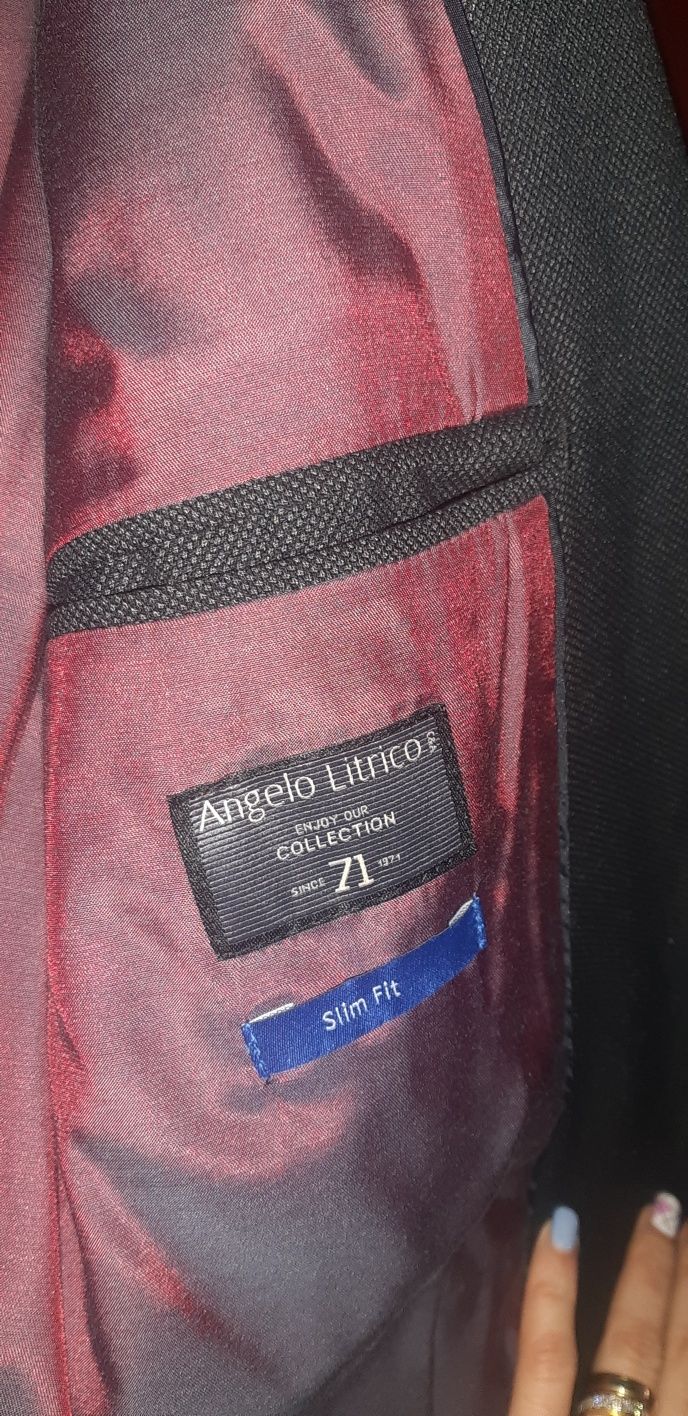 Angelo Litrico C&A
ENJOY OUR
COLLECTION
SINCE 71 1971
Slim Fit